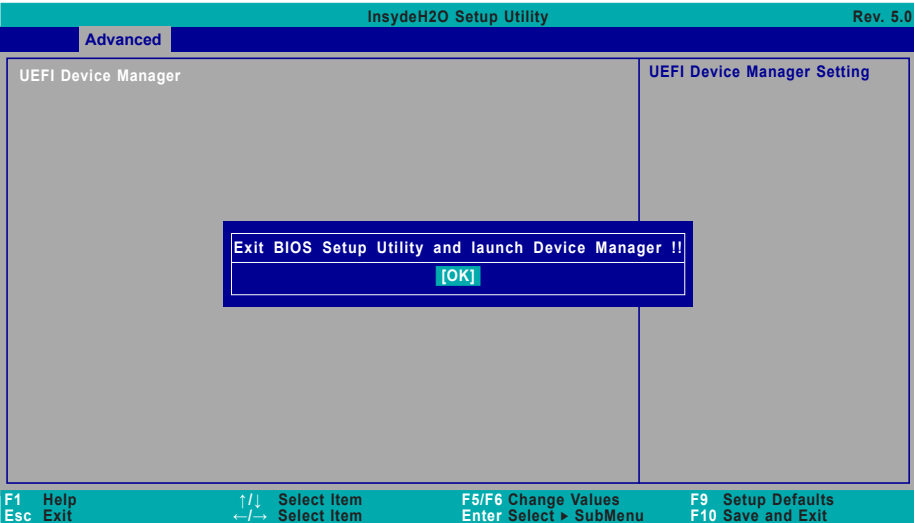 InsydeH2O Setup Utility Rev. 5.0
Advanced
UEFI Device Manager
UEFI Device Manager Setting
Exit BIOS Setup Utility and launch Device Manager !!
[OK]
F1 Help ↑/↓ Select Item F5/F6 Change Values F9 Setup Defaults
Esc Exit ←/→ Select Item Enter Select ▸ SubMenu F10 Save and Exit